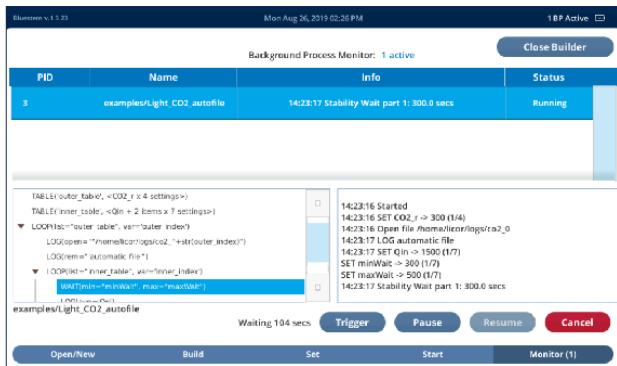 Bluestem v.1.3.23
Mon Aug 26, 2019 02:26 PM
1 BP Active
Background Process Monitor: 1 active
Close Builder
PID Name Info Status
3 examples/Light_CO2_autofile 14:23:17 Stability Wait part 1: 300.0 secs Running
TABLE('outer_table', <CO2_r x 4 settings>)
TABLE('inner_table', <Qin + 2 items x 7 settings>)
LOOP(list="outer_table", var="outer_index")
LOG(open="'/home/licor/logs/co2_'+str(outer_index)")
LOG(rem="automatic file")
LOOP(list="inner_table", var="inner_index")
WAIT(min="minWait", max="maxWait")
14:23:16 Started
14:23:16 SET CO2_r -> 300 (1/4)
14:23:16 Open file /home/licor/logs/co2_0
14:23:17 LOG automatic file
14:23:17 SET Qin -> 1500 (1/7)
SET minWait -> 300 (1/7)
SET maxWait -> 500 (1/7)
14:23:17 Stability Wait part 1: 300.0 secs
examples/Light_CO2_autofile
Waiting 104 secs
Trigger
Pause
Resume
Cancel
Open/New
Build
Set
Start
Monitor (1)